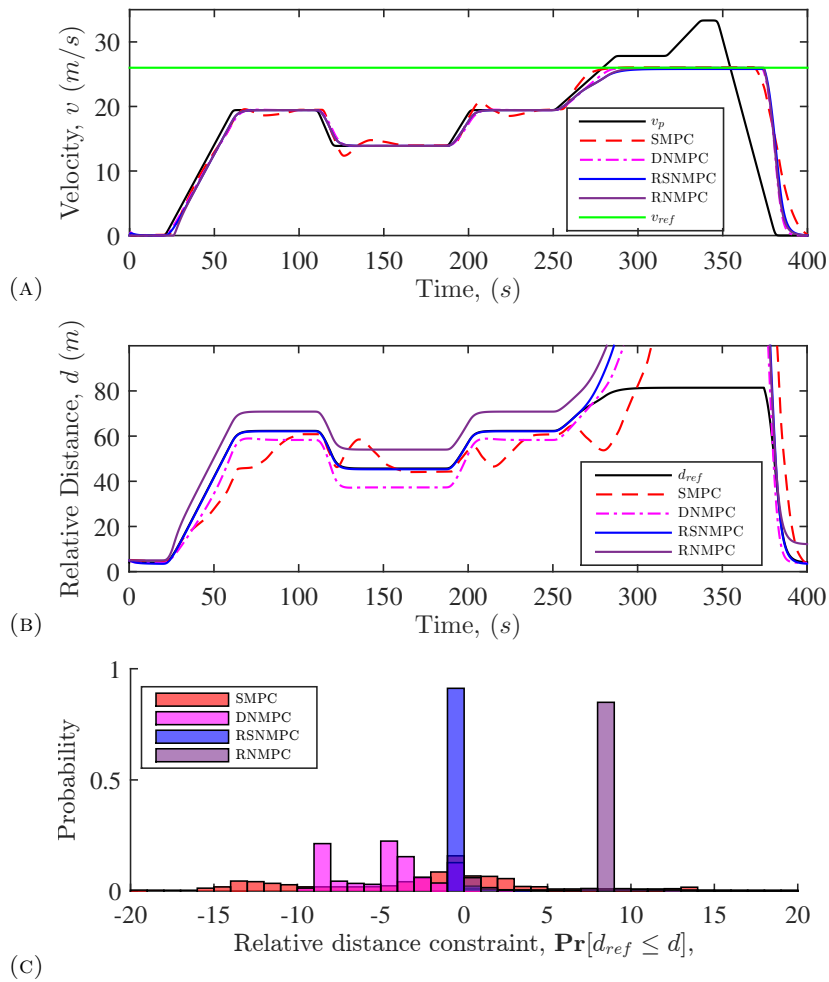 Velocity, v (m/s)
30
20
10
0
0 50 100 150 200 250 300 350 400
v_p
SMPC
DNMPC
RSNMPC
RNMPC
v_ref
Time, (s)
(A)
Relative Distance, d (m)
80
60
40
20
0
0 50 100 150 200 250 300 350 400
d_ref
SMPC
DNMPC
RSNMPC
RNMPC
Time, (s)
(B)
Probability
1
0.5
0
SMPC
DNMPC
RSNMPC
RNMPC
-20 -15 -10 -5 0 5 10 15 20
Relative distance constraint, Pr[d_ref ≤ d],
(C)